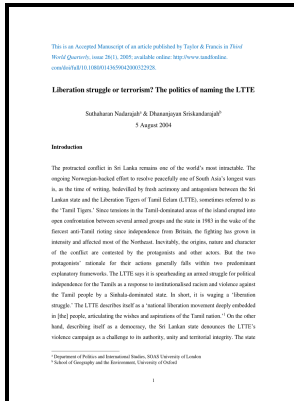 This is an Accepted Manuscript of an article published by Taylor & Francis in Third
World Quarterly, issue 26(1), 2005; available online: http://www.tandfonline.
com/doi/full/10.1080/0143659042000322928.
Liberation struggle or terrorism? The politics of naming the LTTE
Suthaharan Nadarajahᵃ & Dhananjayan Sriskandarajahᵇ
5 August 2004
Introduction
The protracted conflict in Sri Lanka remains one of the world's most intractable. The
ongoing Norwegian-backed effort to resolve peacefully one of South Asia's longest wars
is, as the time of writing, bedevilled by fresh acrimony and antagonism between the Sri
Lankan state and the Liberation Tigers of Tamil Eelam (LTTE), sometimes referred to as
the 'Tamil Tigers.' Since tensions in the Tamil-dominated areas of the island erupted into
open confrontation between several armed groups and the state in 1983 in the wake of the
fiercest anti-Tamil rioting since independence from Britain, the fighting has grown in
intensity and affected most of the Northeast. Inevitably, the origins, nature and character
of the conflict are contested by the protagonists and other actors. But the two
protagonists' rationale for their actions generally falls within two predominant
explanatory frameworks. The LTTE says it is spearheading an armed struggle for political
independence for the Tamils as a response to institutionalised racism and violence against
the Tamil people by a Sinhala-dominated state. In short, it is waging a 'liberation
struggle.' The LTTE describes itself as a 'national liberation movement deeply embedded
in [the] people, articulating the wishes and aspirations of the Tamil nation.'¹ On the other
hand, describing itself as a democracy, the Sri Lankan state denounces the LTTE's
violence campaign as a challenge to its authority, unity and territorial integrity. The state
ᵃ Department of Politics and International Studies, SOAS University of London
ᵇ School of Geography and the Environment, University of Oxford
1